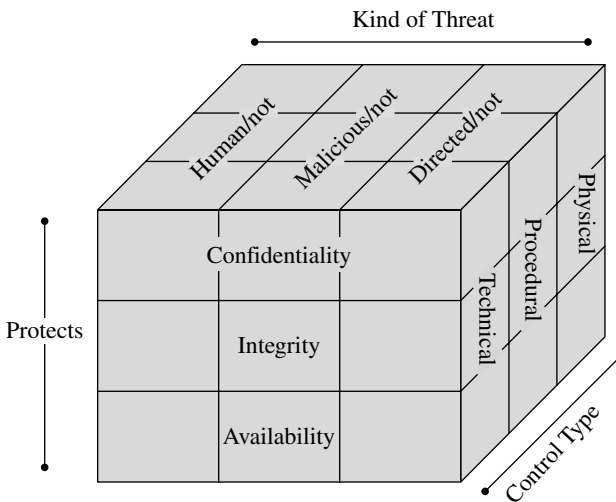 Kind of Threat
Human/not
Malicious/not
Directed/not
Physical
Procedural
Technical
Confidentiality
Protects
Integrity
Availability
Control Type